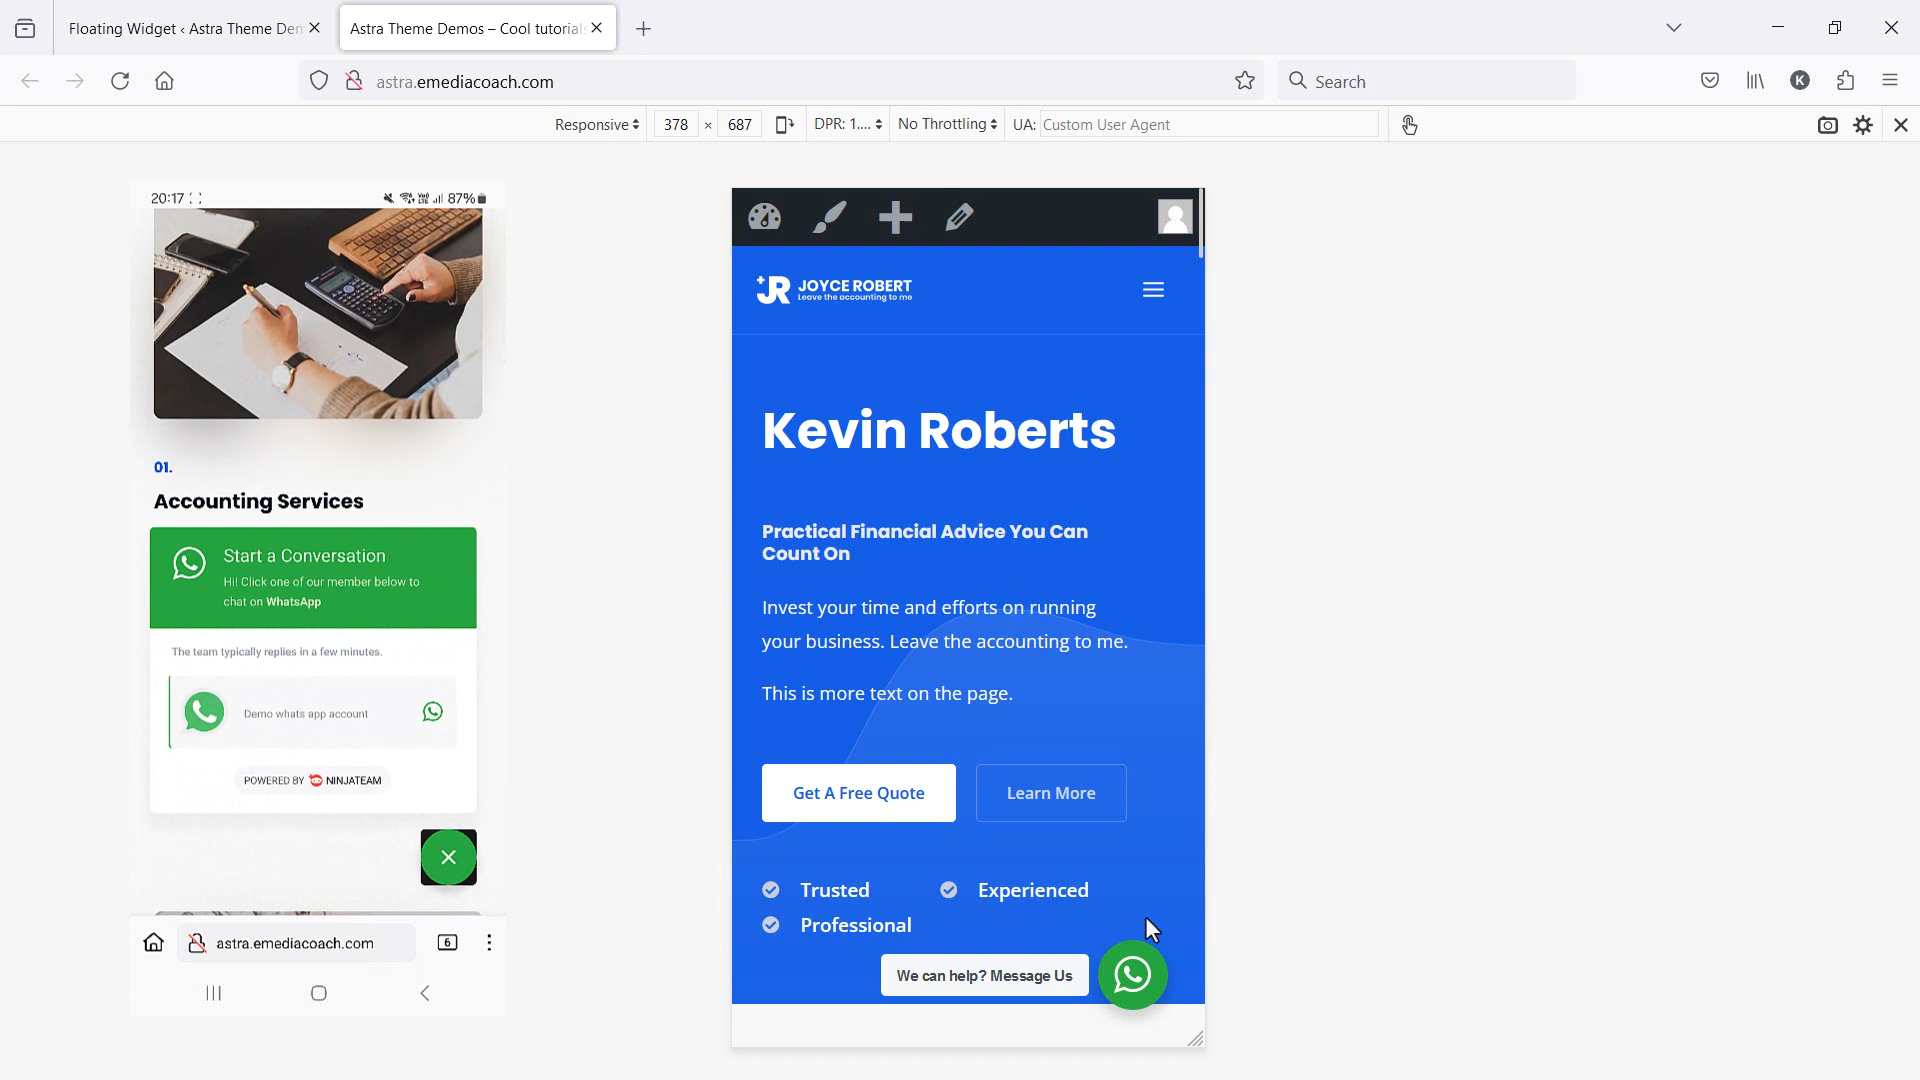 Floating Widget ‹ Astra Theme Dem
Astra Theme Demos – Cool tutorials
astra.emediacoach.com
Search
Responsive
378 × 687
DPR: 1....
No Throttling
UA: Custom User Agent
20:17
87%
01.
Accounting Services
Start a Conversation
Hi! Click one of our member below to
chat on WhatsApp
The team typically replies in a few minutes.
Demo whats app account
POWERED BY NINJATEAM
astra.emediacoach.com
6
JR JOYCE ROBERT
Leave the accounting to me
Kevin Roberts
Practical Financial Advice You Can
Count On
Invest your time and efforts on running
your business. Leave the accounting to me.
This is more text on the page.
Get A Free Quote
Learn More
Trusted
Experienced
Professional
We can help? Message Us
K